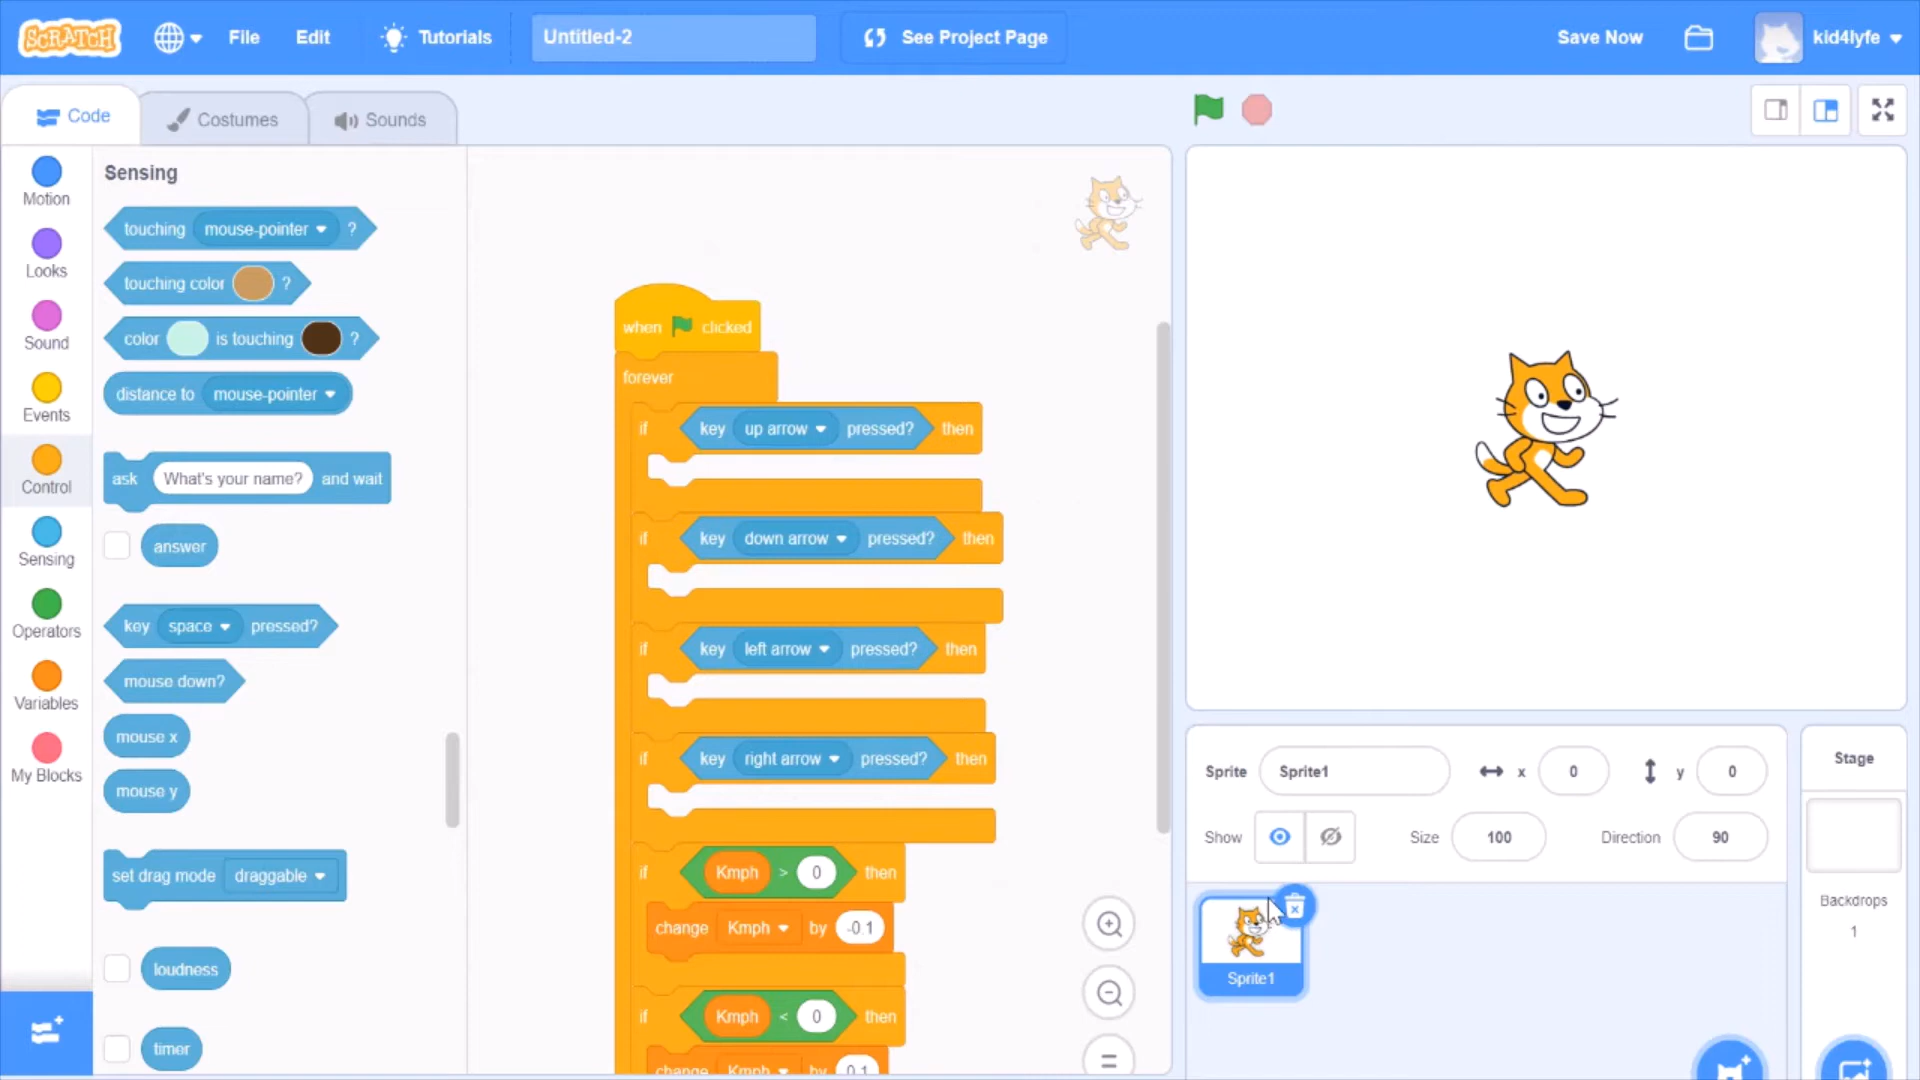 SCRATCH File Edit Tutorials Untitled-2 See Project Page Save Now kid4lyfe
Code Costumes Sounds
Motion
Looks
Sound
Events
Control
Sensing
Operators
Variables
My Blocks
Sensing
touching mouse-pointer ?
touching color ?
color is touching ?
distance to mouse-pointer
ask What's your name? and wait
answer
key space pressed?
mouse down?
mouse x
mouse y
set drag mode draggable
loudness
timer
when clicked
forever
if key up arrow pressed? then
if key down arrow pressed? then
if key left arrow pressed? then
if key right arrow pressed? then
if Kmph > 0 then
change Kmph by -0.1
if Kmph < 0 then
change Kmph by 0.1
Sprite Sprite1 x 0 y 0
Show Size 100 Direction 90
Sprite1
Stage
Backdrops
1